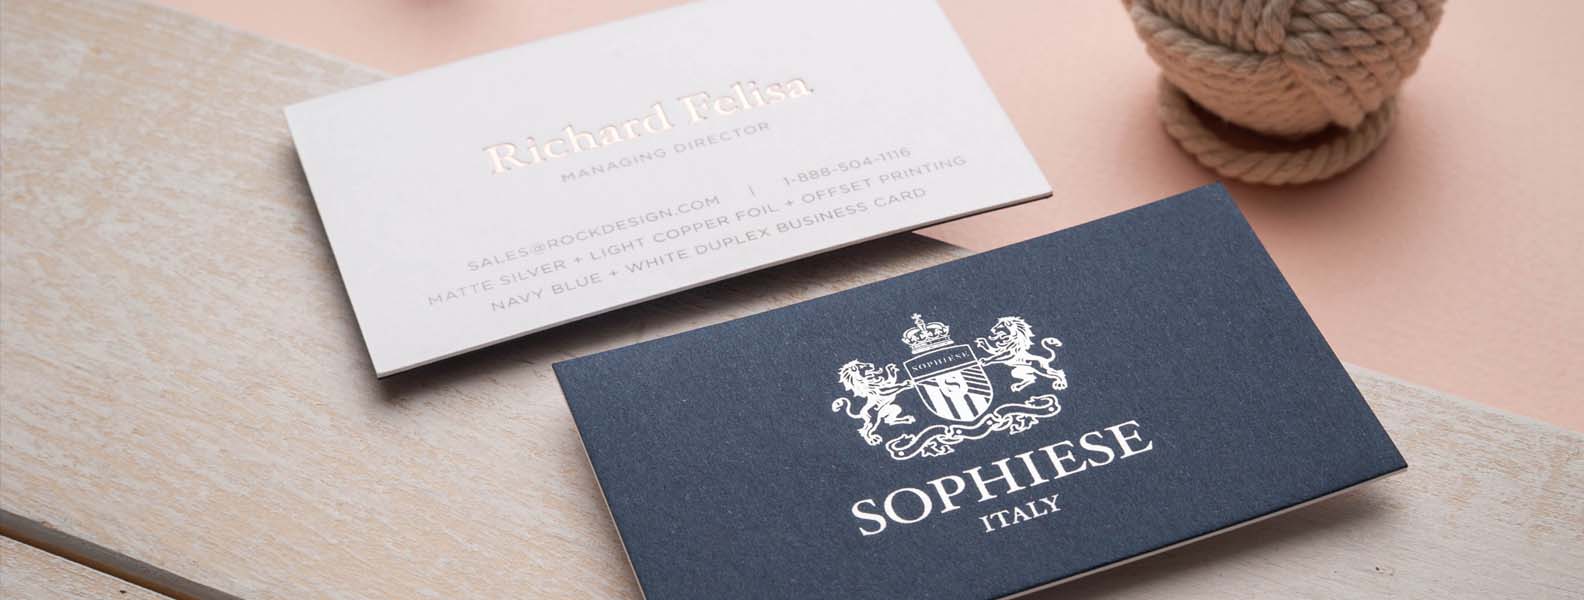 Richard Felisa
MANAGING DIRECTOR
SALES@ROCKDESIGN.COM | 1-888-504-1116
MATTE SILVER + LIGHT COPPER FOIL + OFFSET PRINTING
NAVY BLUE + WHITE DUPLEX BUSINESS CARD
SOPHIESE
SOPHIESE
ITALY